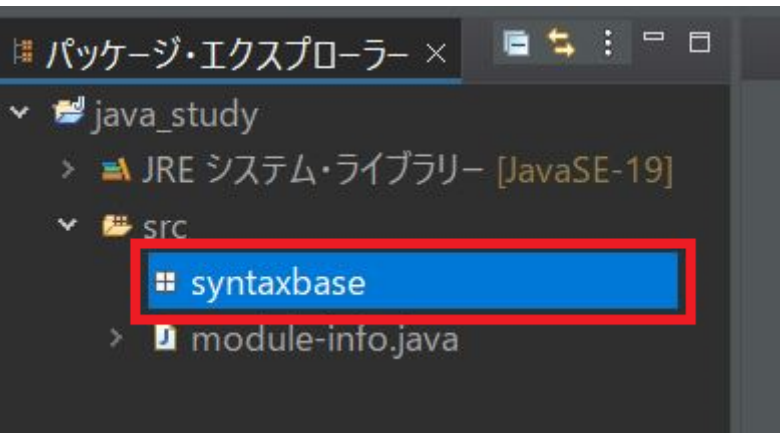 パッケージ・エクスプローラー
java_study
JRE システム・ライブラリー [JavaSE-19]
src
syntaxbase
module-info.java